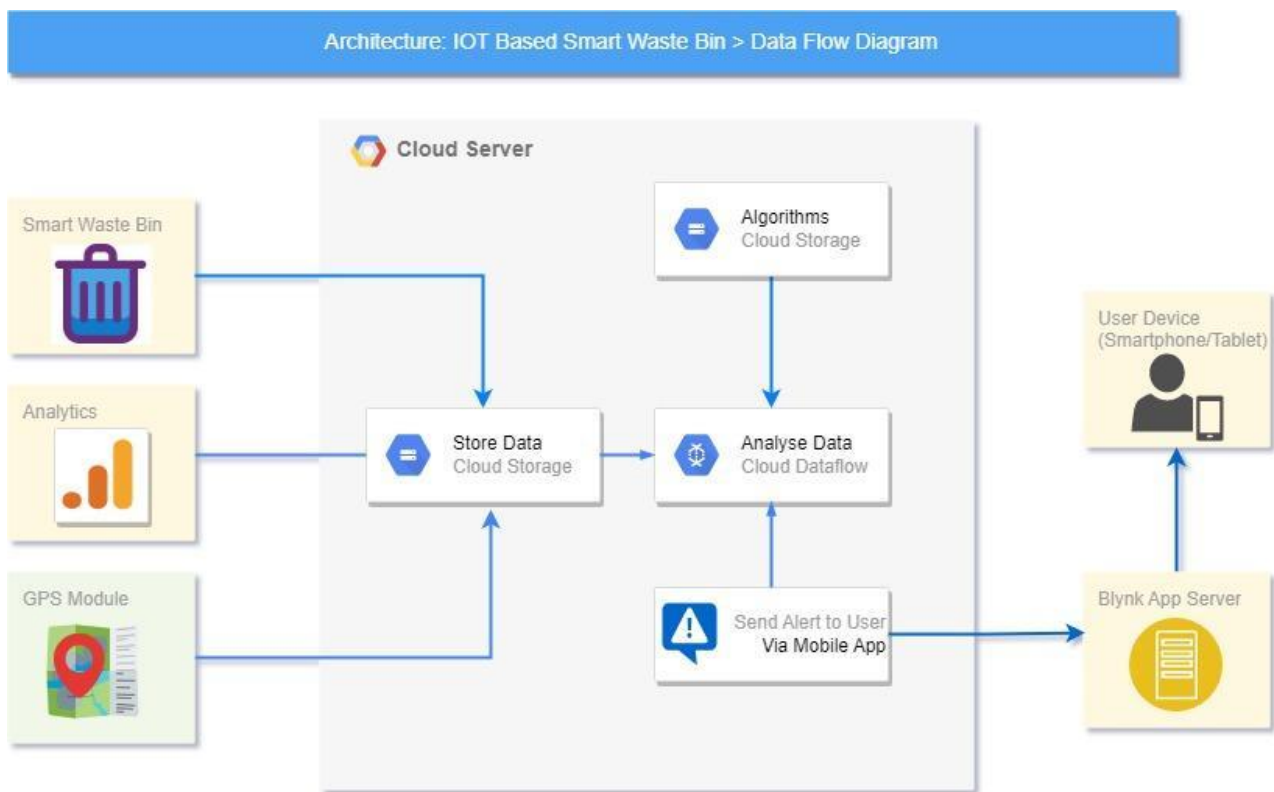 Architecture: IOT Based Smart Waste Bin > Data Flow Diagram
Cloud Server
Smart Waste Bin
Algorithms
Cloud Storage
User Device
(Smartphone/Tablet)
Analytics
Store Data
Cloud Storage
Analyse Data
Cloud Dataflow
GPS Module
Send Alert to User
Via Mobile App
Blynk App Server